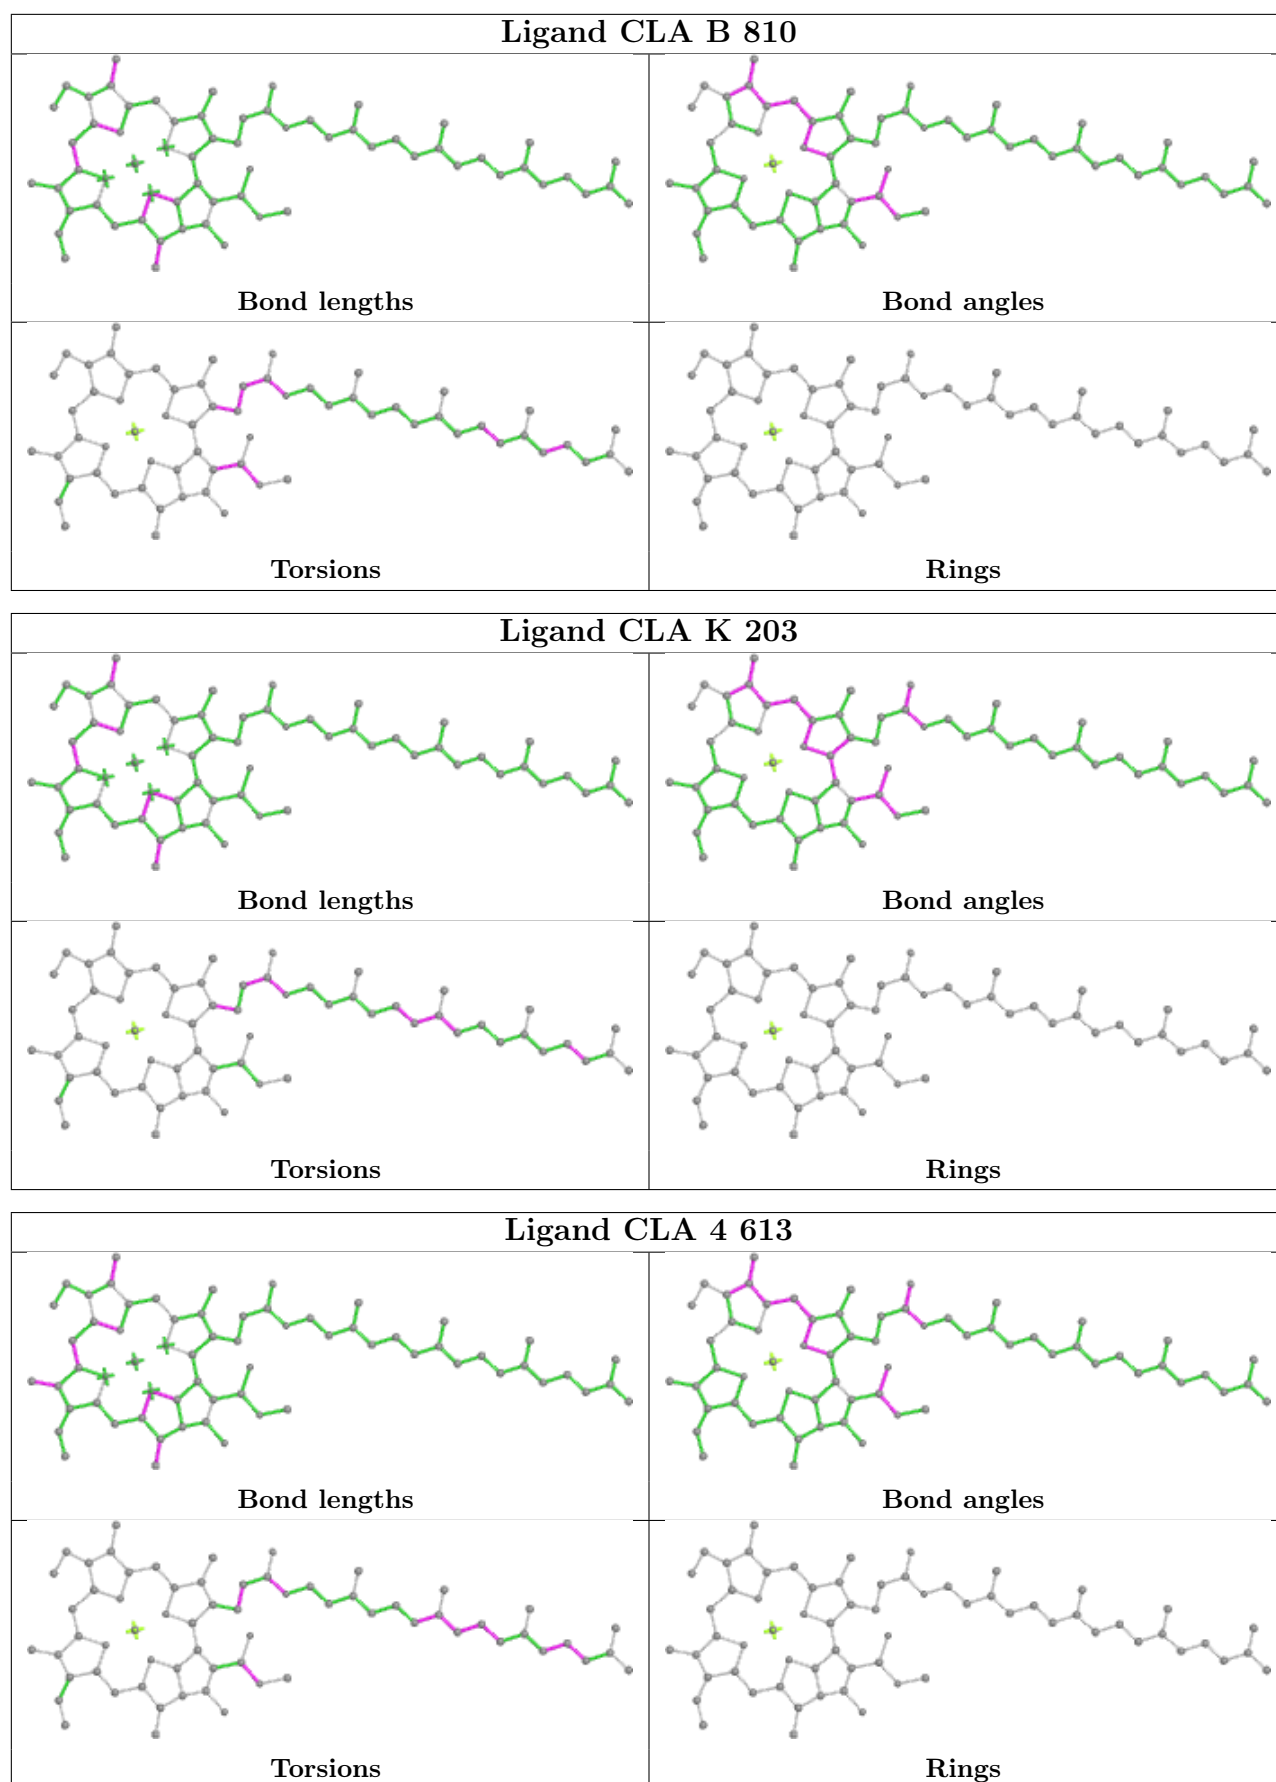 Ligand CLA B 810
Bond lengths
Bond angles
Torsions
Rings
Ligand CLA K 203
Bond lengths
Bond angles
Torsions
Rings
Ligand CLA 4 613
Bond lengths
Bond angles
Torsions
Rings